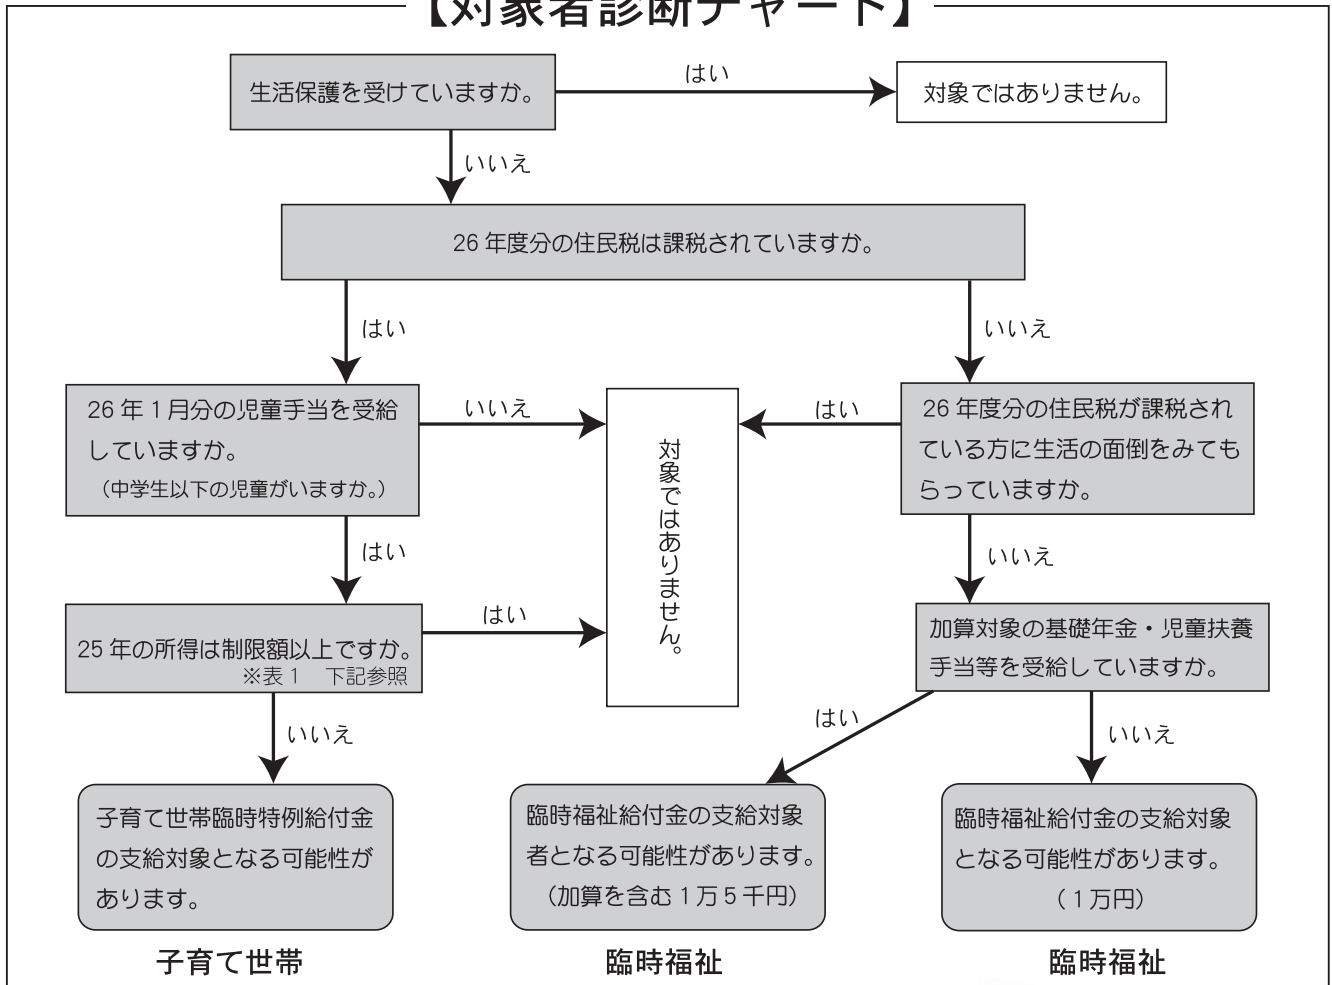 【対象者診断チャート】
生活保護を受けていますか。
はい
対象ではありません。
いいえ
26 年度分の住民税は課税されていますか。
はい
いいえ
26 年 1 月分の児童手当を受給
していますか。
（中学生以下の児童がいますか。）
いいえ
対象ではありません。
はい
26 年度分の住民税が課税され
ている方に生活の面倒をみても
らっていますか。
はい
いいえ
25 年の所得は制限額以上ですか。
※表 1　下記参照
はい
加算対象の基礎年金・児童扶養
手当等を受給していますか。
いいえ
はい
いいえ
子育て世帯臨時特例給付金
の支給対象となる可能性が
あります。
臨時福祉給付金の支給対象
者となる可能性があります。
（加算を含む 1 万 5 千円）
臨時福祉給付金の支給対象
となる可能性があります。
（ 1 万円）
子育て世帯
臨時福祉
臨時福祉